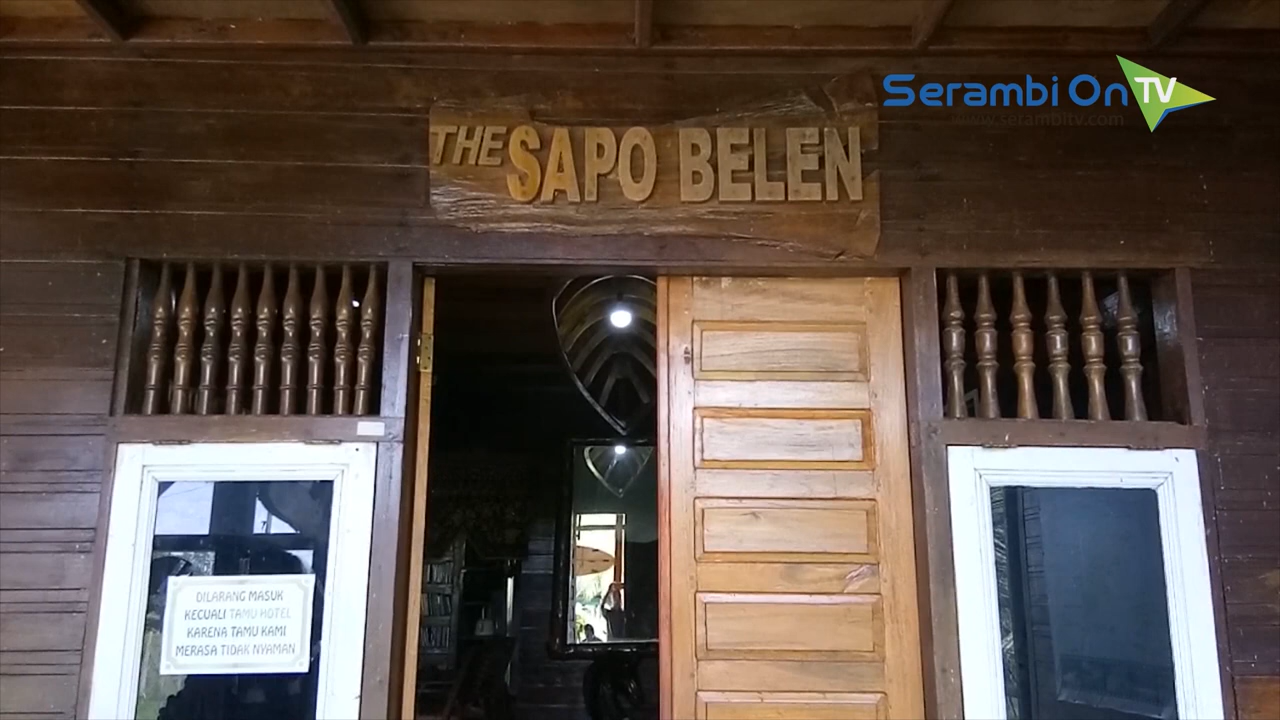 Serambi On TV
www.serambitv.com
THE SAPO BELEN
DILARANG MASUK
KECUALI TAMU HOTEL
KARENA TAMU KAMI
MERASA TIDAK NYAMAN